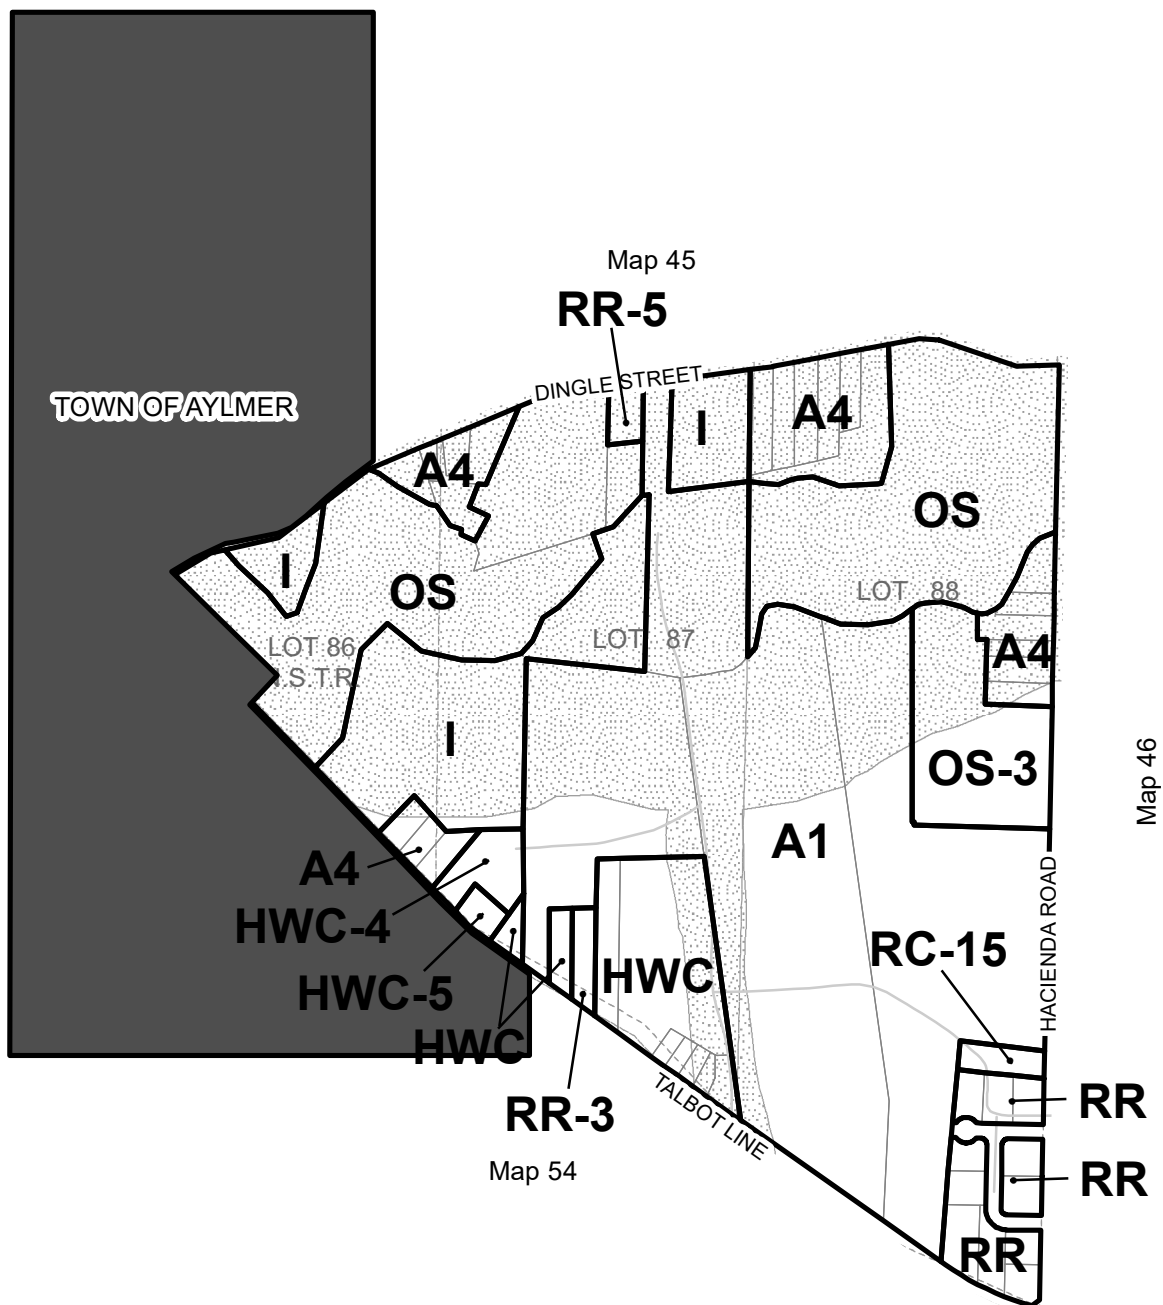 Map 45
RR-5
DINGLE STREET
TOWN OF AYLMER
I
A4
A4
OS
I
OS
LOT 88
LOT 87
LOT 86
.S.T.R.
A4
I
OS-3
Map 46
A1
A4
HWC-4
HACIENDA ROAD
RC-15
HWC
HWC-5
HWC
RR
RR-3
TALBOT LINE
Map 54
RR
RR